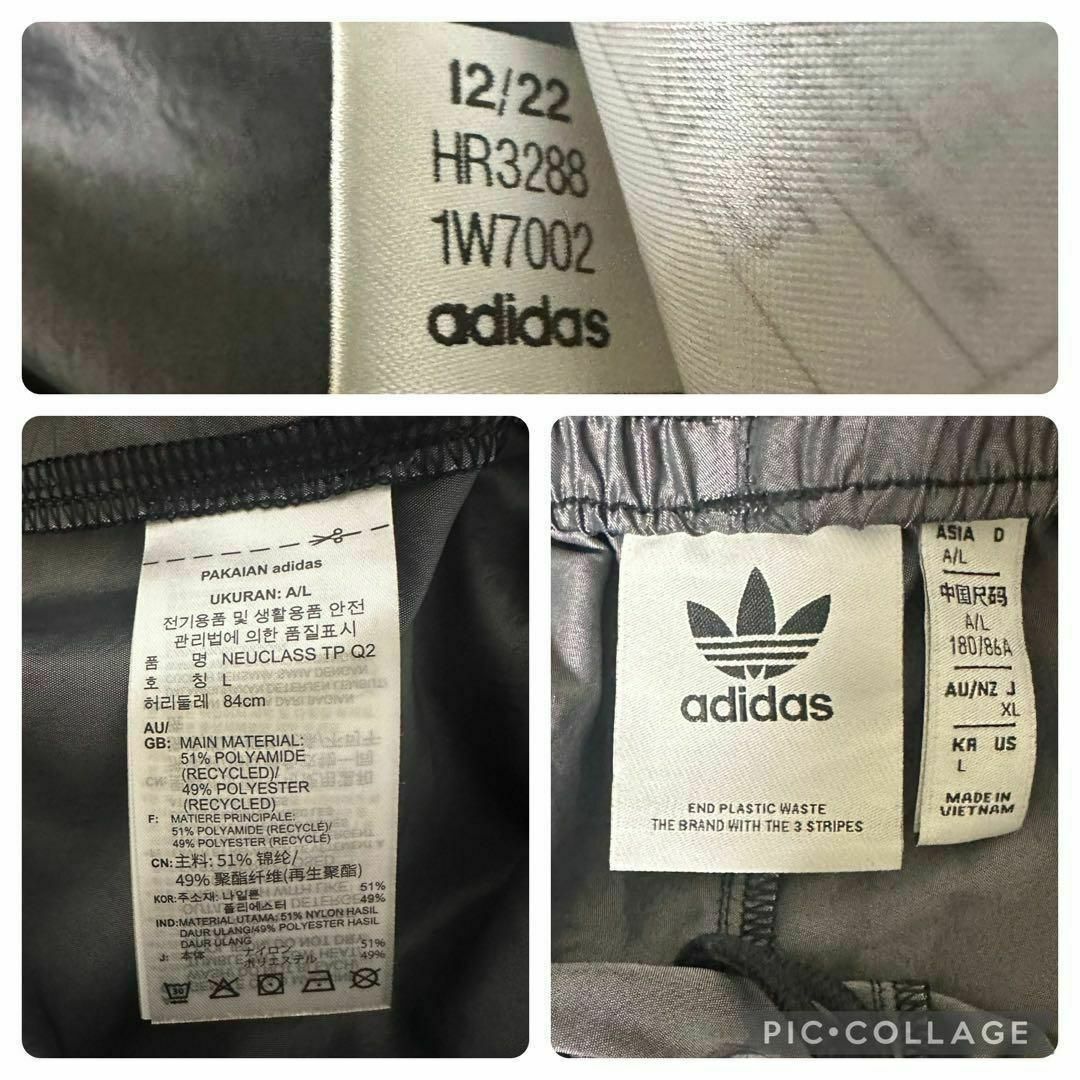 12/22
HR3288
1W7002
adidas
PAKAIAN adidas
UKURAN: A/L
전기용품 및 생활용품 안전
관리법에 의한 품질표시
품 명 NEUCLASS TP Q2
호 칭 L
허리둘레 84cm
AU/
GB: MAIN MATERIAL:
51% POLYAMIDE
(RECYCLED)/
49% POLYESTER
(RECYCLED)
F: MATIERE PRINCIPALE:
51% POLYAMIDE (RECYCLÉ)/
49% POLYESTER (RECYCLÉ)
CN: 主料: 51% 锦纶/
49% 聚酯纤维(再生聚酯)
KOR: 주소재: 나일론 51%
폴리에스터 49%
IND: MATERIAL UTAMA: 51% NYLON HASIL
DAUR ULANG/49% POLYESTER HASIL
DAUR ULANG
J: 本体 ナイロン 51%
ポリエステル 49%
30
adidas
END PLASTIC WASTE
THE BRAND WITH THE 3 STRIPES
ASIA D
A/L
中国尺码
A/L
180/86A
AU/NZ J
XL
KR US
L
MADE IN
VIETNAM
PIC•COLLAGE